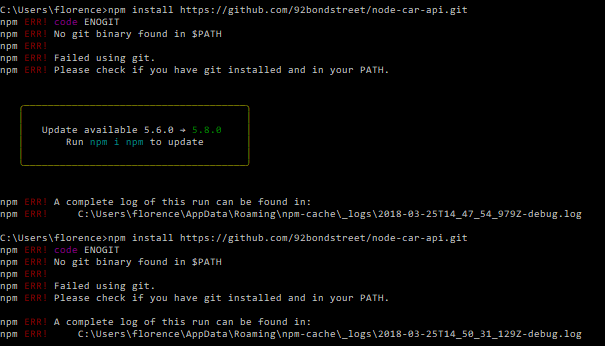 C:\Users\florence>npm install https://github.com/92bondstreet/node-car-api.git
npm ERR! code ENOGIT
npm ERR! No git binary found in $PATH
npm ERR!
npm ERR! Failed using git.
npm ERR! Please check if you have git installed and in your PATH.
Update available 5.6.0 → 5.8.0
Run npm i npm to update
npm ERR! A complete log of this run can be found in:
npm ERR! C:\Users\florence\AppData\Roaming\npm-cache\_logs\2018-03-25T14_47_54_979Z-debug.log
C:\Users\florence>npm install https://github.com/92bondstreet/node-car-api.git
npm ERR! code ENOGIT
npm ERR! No git binary found in $PATH
npm ERR!
npm ERR! Failed using git.
npm ERR! Please check if you have git installed and in your PATH.
npm ERR! A complete log of this run can be found in:
npm ERR! C:\Users\florence\AppData\Roaming\npm-cache\_logs\2018-03-25T14_50_31_129Z-debug.log